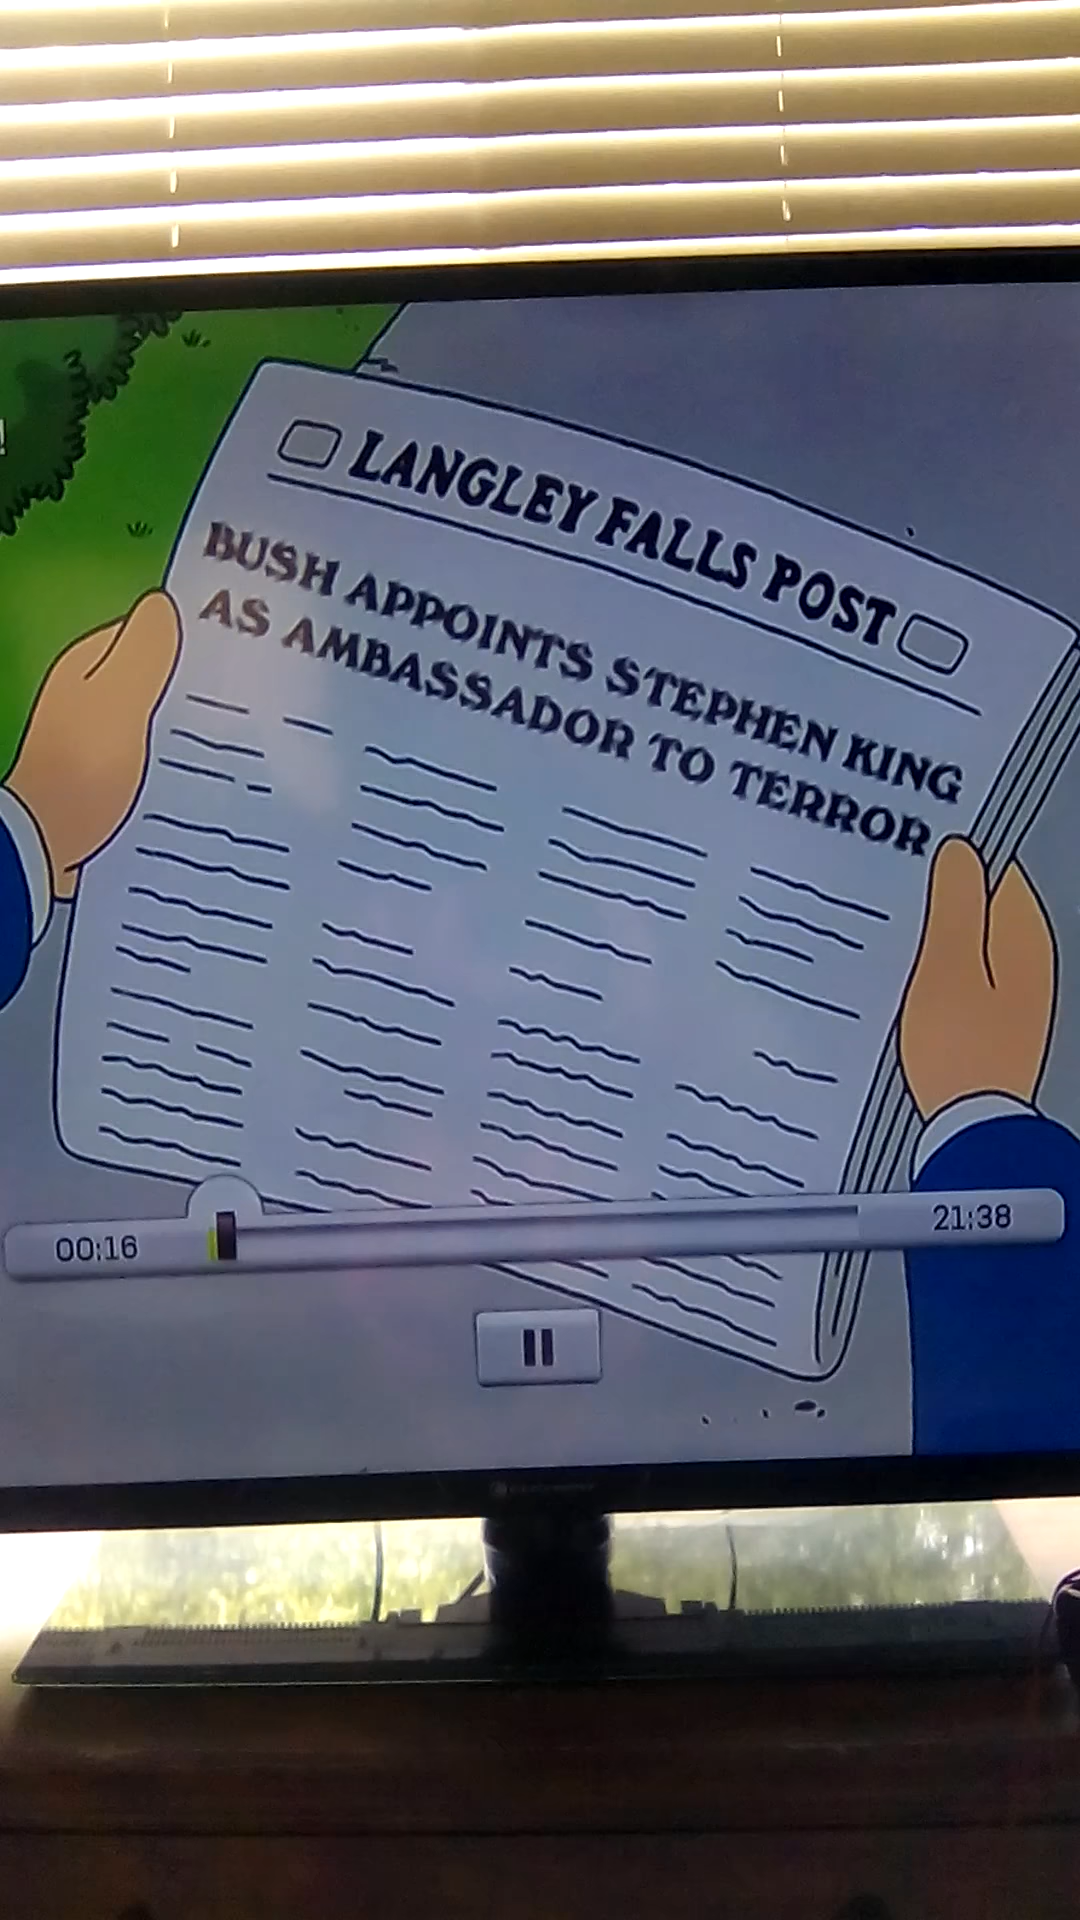 !
LANGLEY FALLS POST
BUSH APPOINTS STEPHEN KING
AS AMBASSADOR TO TERROR
00:16
21:38